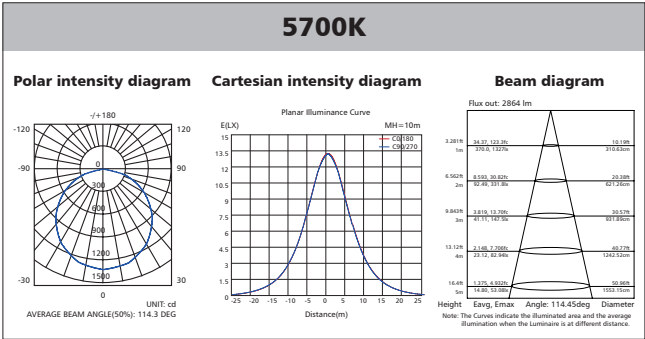 5700K
Polar intensity diagram
-/+180
-120
120
-90
90
0
300
600
900
1200
1500
-30
30
0
UNIT: cd
AVERAGE BEAM ANGLE(50%): 114.3 DEG
Cartesian intensity diagram
Planar Illuminance Curve
E(LX)
MH=10m
C0/180
C90/270
15
13.5
12
10.5
9
7.5
6
4.5
3
1.5
0
-25 -20 -15 -10 -5 0 5 10 15 20 25
Distance(m)
Beam diagram
Flux out: 2864 lm
3.281ft 34.37, 123.3fc 10.19ft
1m 370.0, 1327lx 310.63cm
6.562ft 8.593, 30.82fc 20.38ft
2m 92.49, 331.8lx 621.26cm
9.843ft 3.819, 13.70fc 30.57ft
3m 41.11, 147.5lx 931.89cm
13.12ft 2.148, 7.706fc 40.77ft
4m 23.12, 82.94lx 1242.52cm
16.4ft 1.375, 4.932fc 50.96ft
5m 14.80, 53.08lx 1553.15cm
Height Eavg, Emax Angle: 114.45deg Diameter
Note: The Curves indicate the illuminated area and the average
illumination when the Luminaire is at different distance.